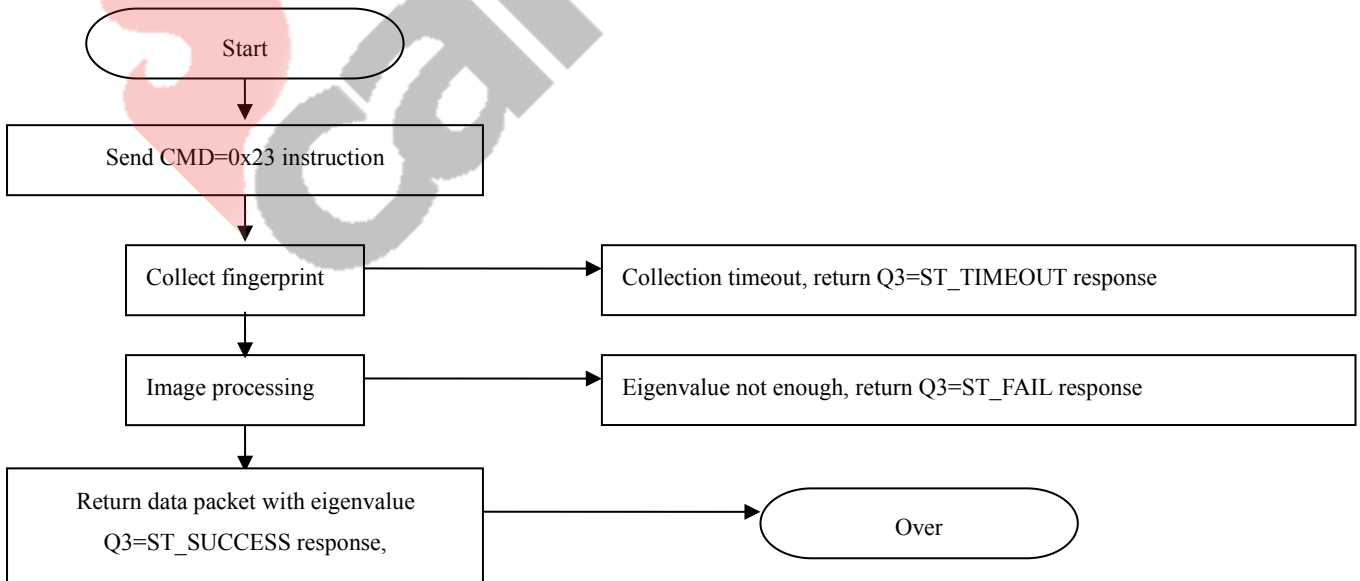 Start
Send CMD=0x23 instruction
Collect fingerprint
Collection timeout, return Q3=ST_TIMEOUT response
Image processing
Eigenvalue not enough, return Q3=ST_FAIL response
Return data packet with eigenvalue
Q3=ST_SUCCESS response,
Over